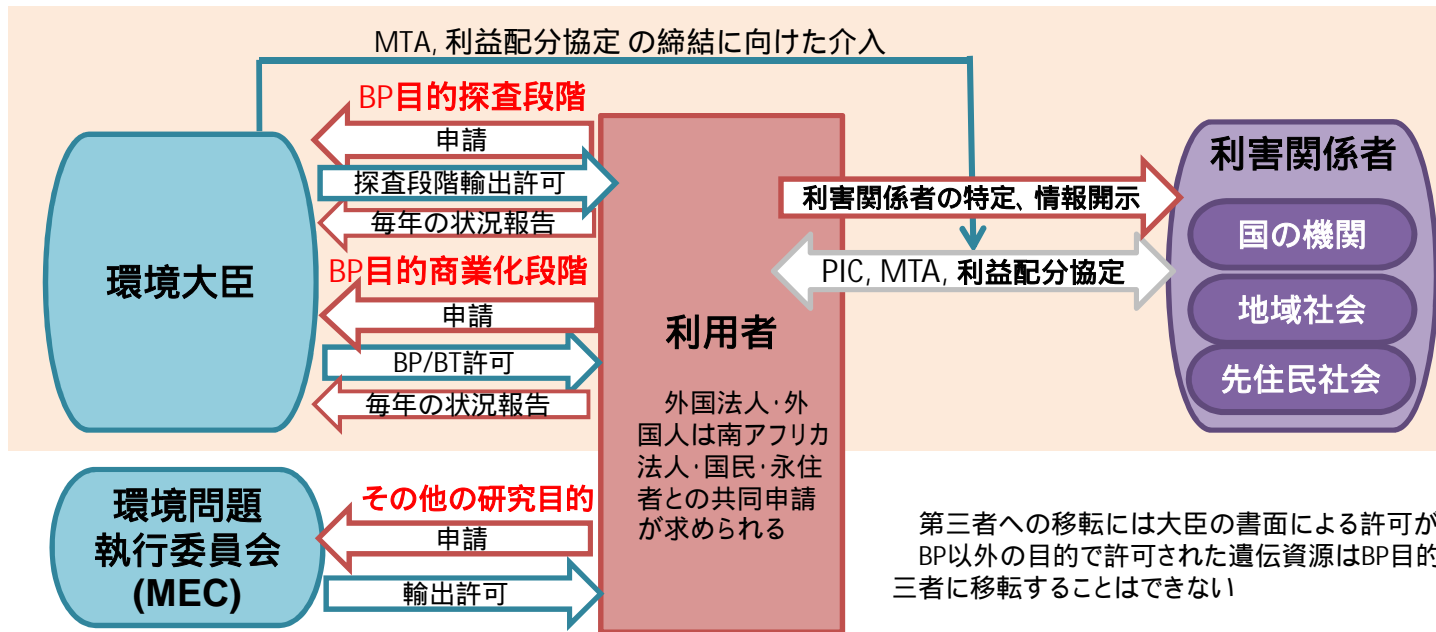 MTA, 利益配分協定 の締結に向けた介入
BP目的探査段階
申請
探査段階輸出許可
毎年の状況報告
環境大臣
BP目的商業化段階
申請
BP/BT許可
毎年の状況報告
利用者
外国法人・外
国人は南アフリカ
法人・国民・永住
者との共同申請
が求められる
利害関係者の特定、情報開示
PIC, MTA, 利益配分協定
利害関係者
国の機関
地域社会
先住民社会
環境問題
執行委員会
(MEC)
その他の研究目的
申請
輸出許可
第三者への移転には大臣の書面による許可が
BP以外の目的で許可された遺伝資源はBP目的
三者に移転することはできない